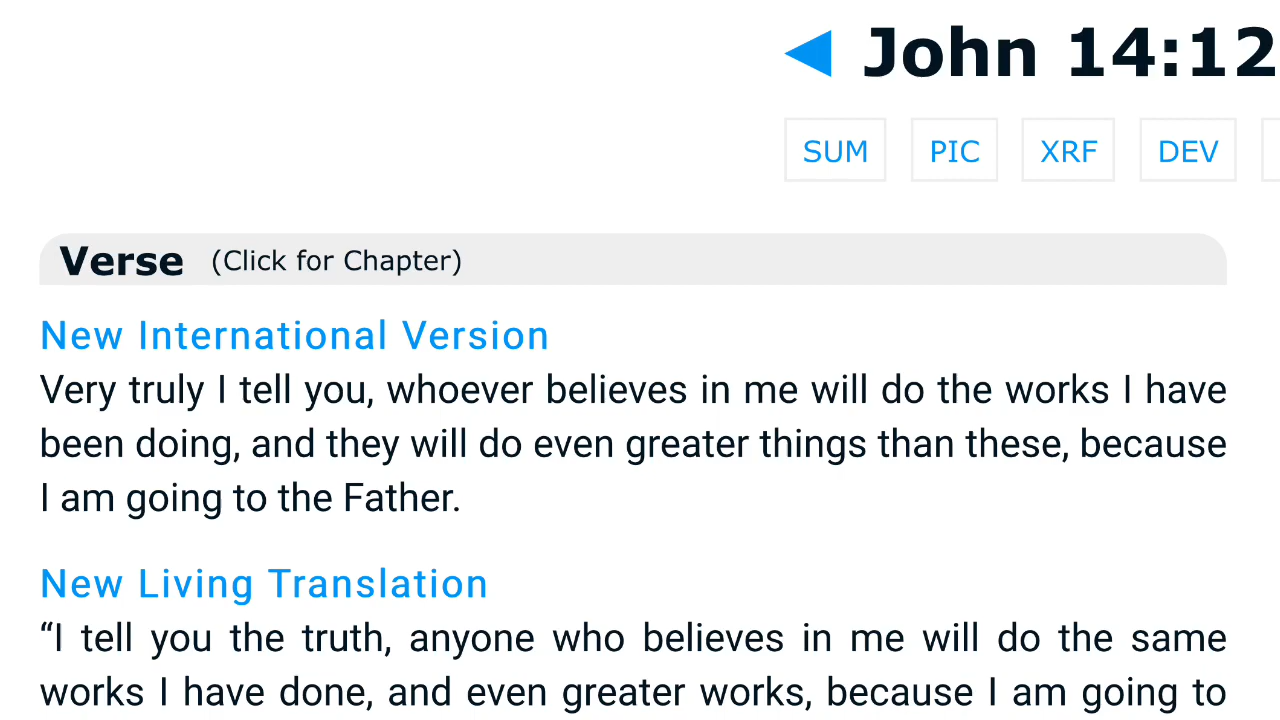 John 14:12
SUM PIC XRF DEV
Verse (Click for Chapter)
New International Version
Very truly I tell you, whoever believes in me will do the works I have
been doing, and they will do even greater things than these, because
I am going to the Father.
New Living Translation
“I tell you the truth, anyone who believes in me will do the same
works I have done, and even greater works, because I am going to